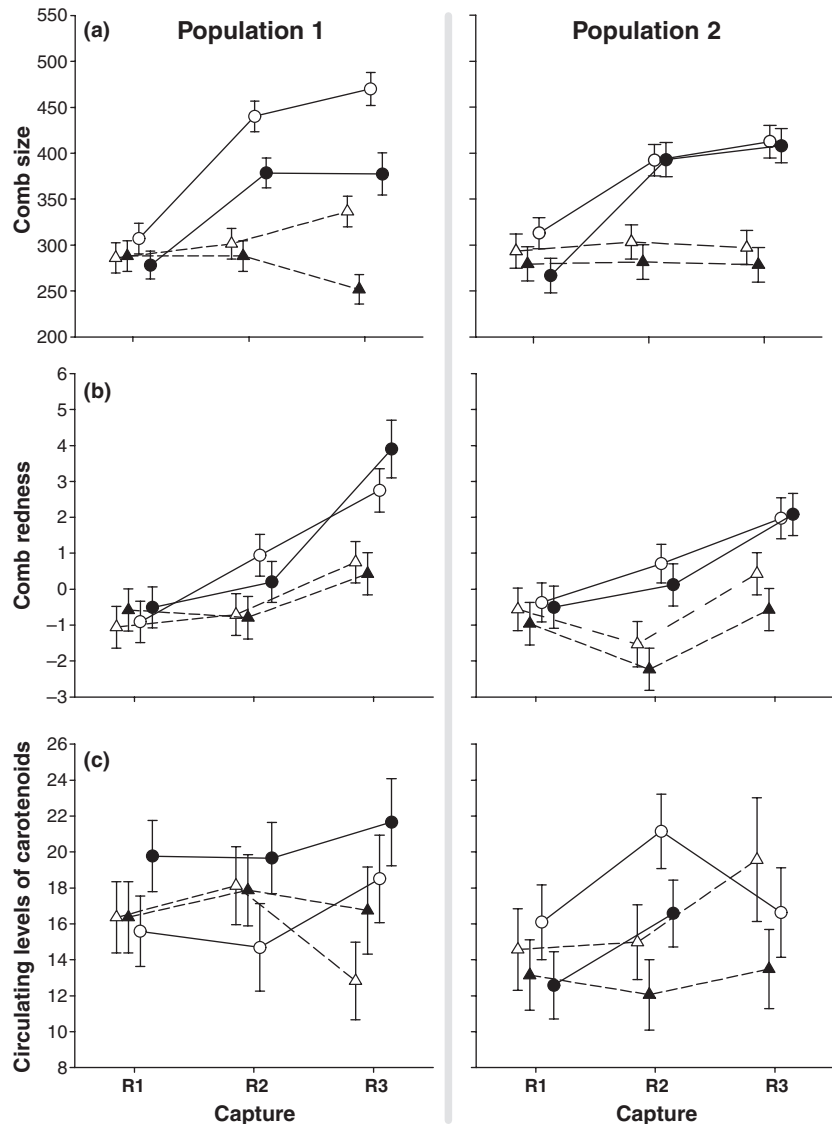 Population 1
Population 2
(a)
Comb size
550
500
450
400
350
300
250
200
(b)
Comb redness
6
5
4
3
2
1
0
–1
–2
–3
(c)
Circulating levels of carotenoids
26
24
22
20
18
16
14
12
10
8
R1 R2 R3
R1 R2 R3
Capture
Capture